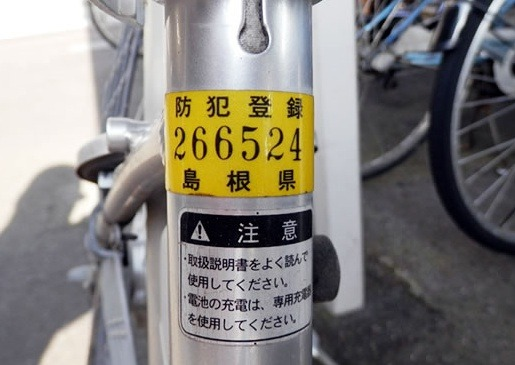 防犯登録
266524
島根県
注意
・取扱説明書をよく読んで
使用してください。
・電池の充電は、専用充電器
を使用してください。